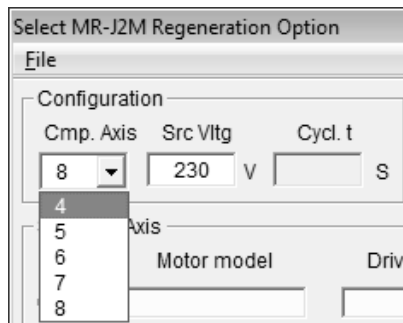 Select MR-J2M Regeneration Option
File
Configuration
Cmp. Axis Src Vltg Cycl. t
8 230 V S
4
5 Axis
6 Motor model Driv
7
8